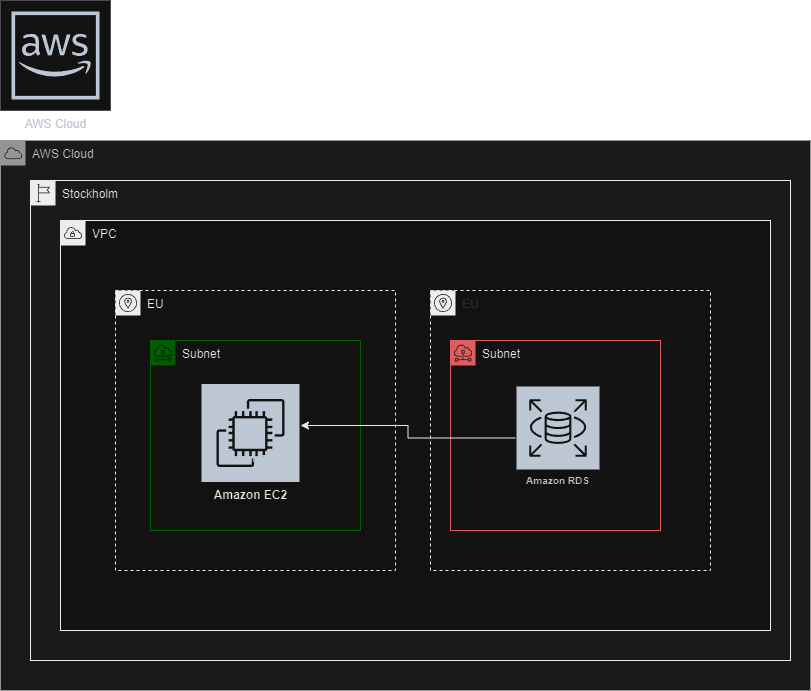 aws
AWS Cloud
AWS Cloud
Stockholm
VPC
EU
EU
Subnet
Subnet
Amazon EC2
Amazon RDS